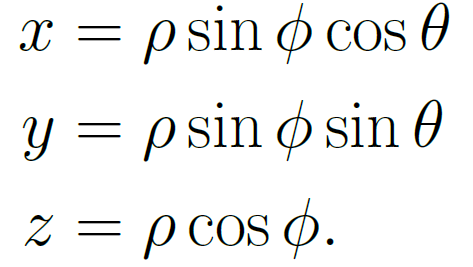 x = ρ sin ϕ cos θ
y = ρ sin ϕ sin θ
z = ρ cos ϕ.